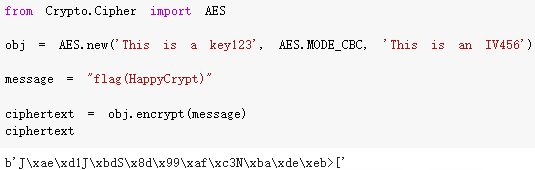 from Crypto.Cipher import AES
obj = AES.new('This is a key123', AES.MODE_CBC, 'This is an IV456')
message = "flag(HappyCrypt)"
ciphertext = obj.encrypt(message)
ciphertext
b'J\xae\xd1J\xbdS\x8d\x99\xaf\xc3N\xba\xde\xeb>['